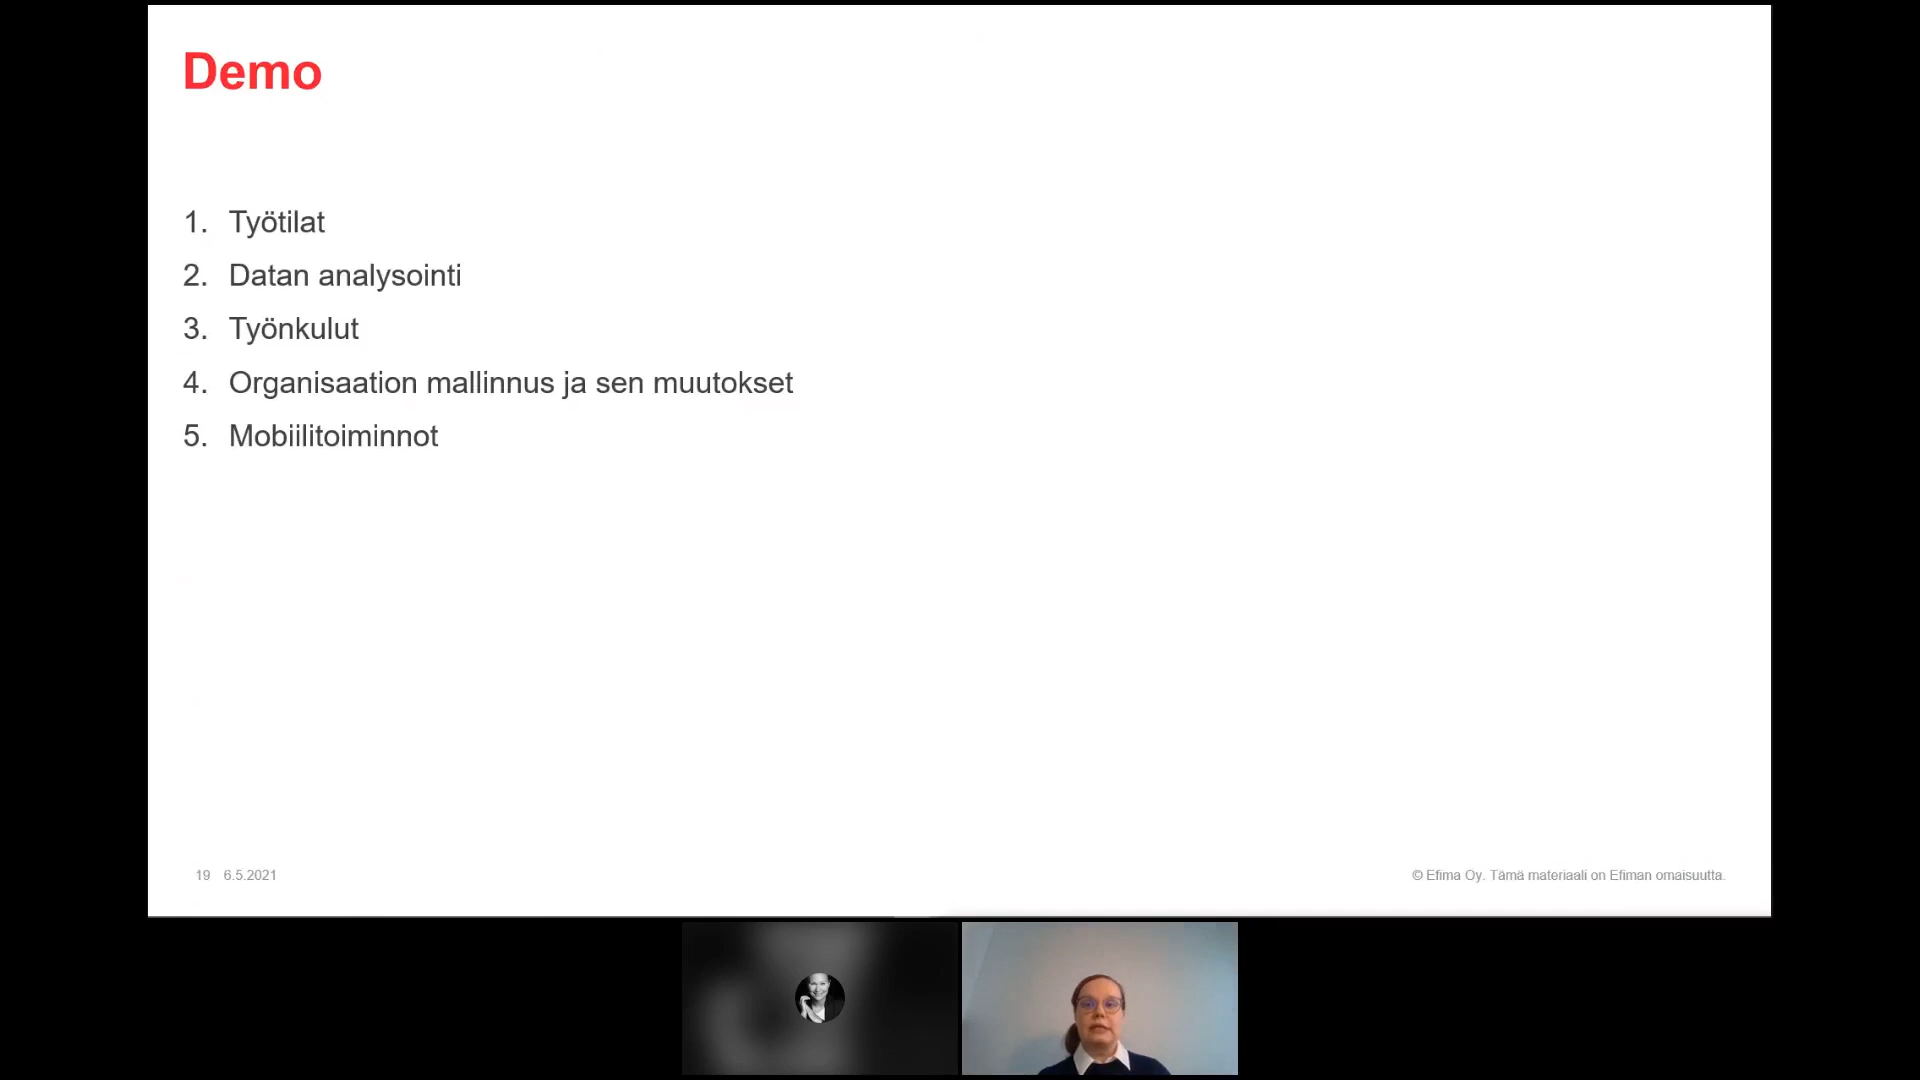 Demo
1. Työtilat
2. Datan analysointi
3. Työnkulut
4. Organisaation mallinnus ja sen muutokset
5. Mobiilitoiminnot
19 6.5.2021
© Efima Oy. Tämä materiaali on Efiman omaisuutta.